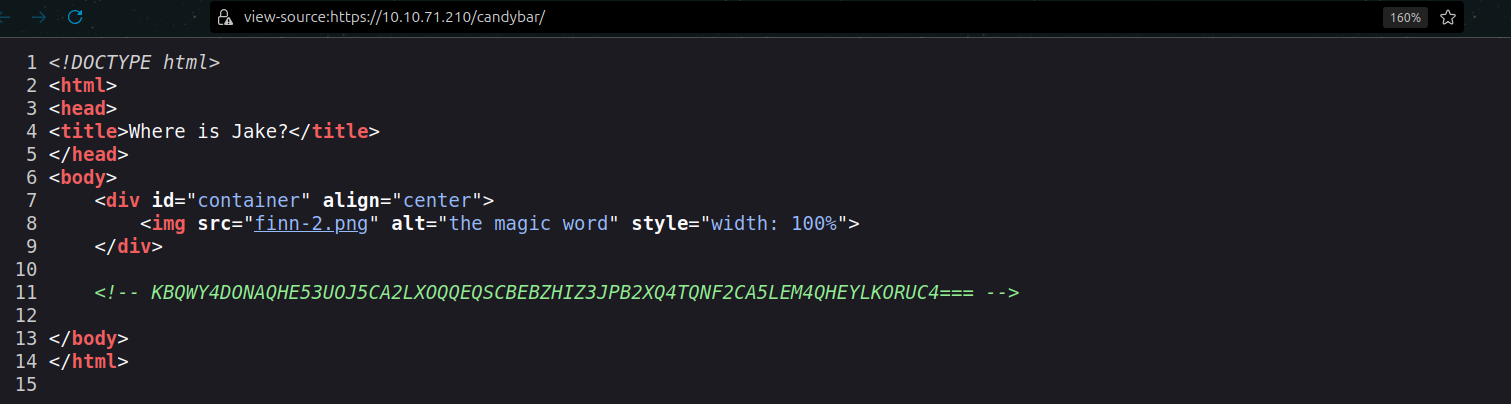 view-source:https://10.10.71.210/candybar/
160%
1 <!DOCTYPE html>
2 <html>
3 <head>
4 <title>Where is Jake?</title>
5 </head>
6 <body>
7 <div id="container" align="center">
8 <img src="finn-2.png" alt="the magic word" style="width: 100%">
9 </div>
10
11 <!-- KBQWY4DONAQHE53UOJ5CA2LXOQQEQSCBEBZHIZ3JPB2XQ4TQNF2CA5LEM4QHEYLKORUC4=== -->
12
13 </body>
14 </html>
15